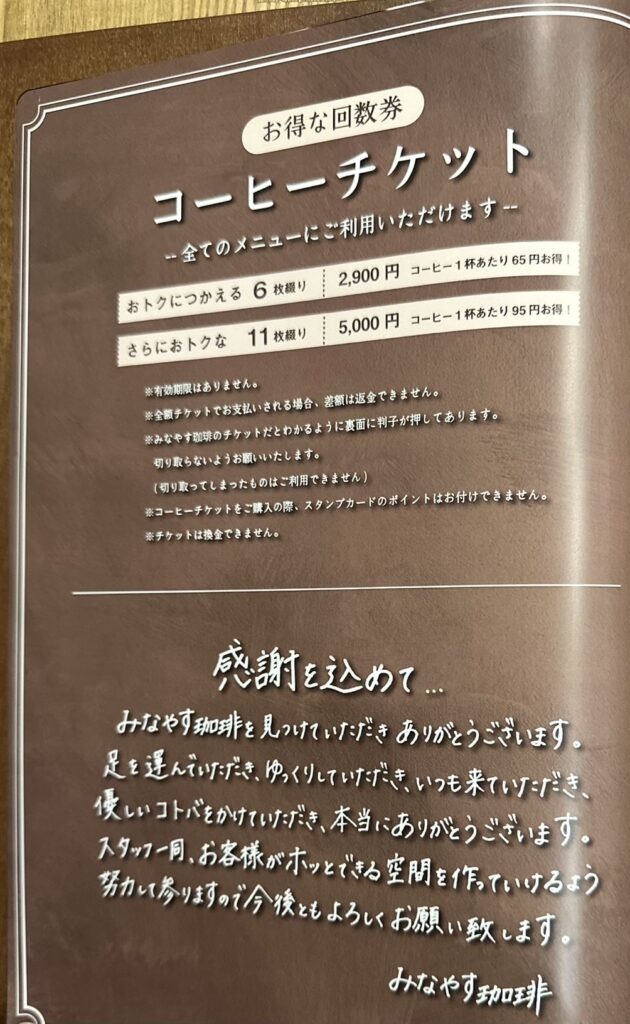 お得な回数券
コーヒーチケット
-- 全てのメニューにご利用いただけます --
おトクにつかえる 6 枚綴り 2,900 円 コーヒー1杯あたり 65 円お得！
さらにおトクな 11 枚綴り 5,000 円 コーヒー1杯あたり 95 円お得！
※有効期限はありません。
※全額チケットでお支払いされる場合、差額は返金できません。
※みなやす珈琲のチケットだとわかるように裏面に判子が押してあります。
切り取らないようお願いいたします。
（切り取ってしまったものはご利用できません）
※コーヒーチケットをご購入の際、スタンプカードのポイントはお付けできません。
※チケットは換金できません。
感謝を込めて...
みなやす珈琲を見つけていただきありがとうございます。
足を運んでいただき、ゆっくりしていただき、いつも来ていただき、
優しいコトバをかけていただき、本当にありがとうございます。
スタッフ一同、お客様がホッとできる空間を作っていけるよう
努力して参りますので今後ともよろしくお願い致します。
みなやす珈琲